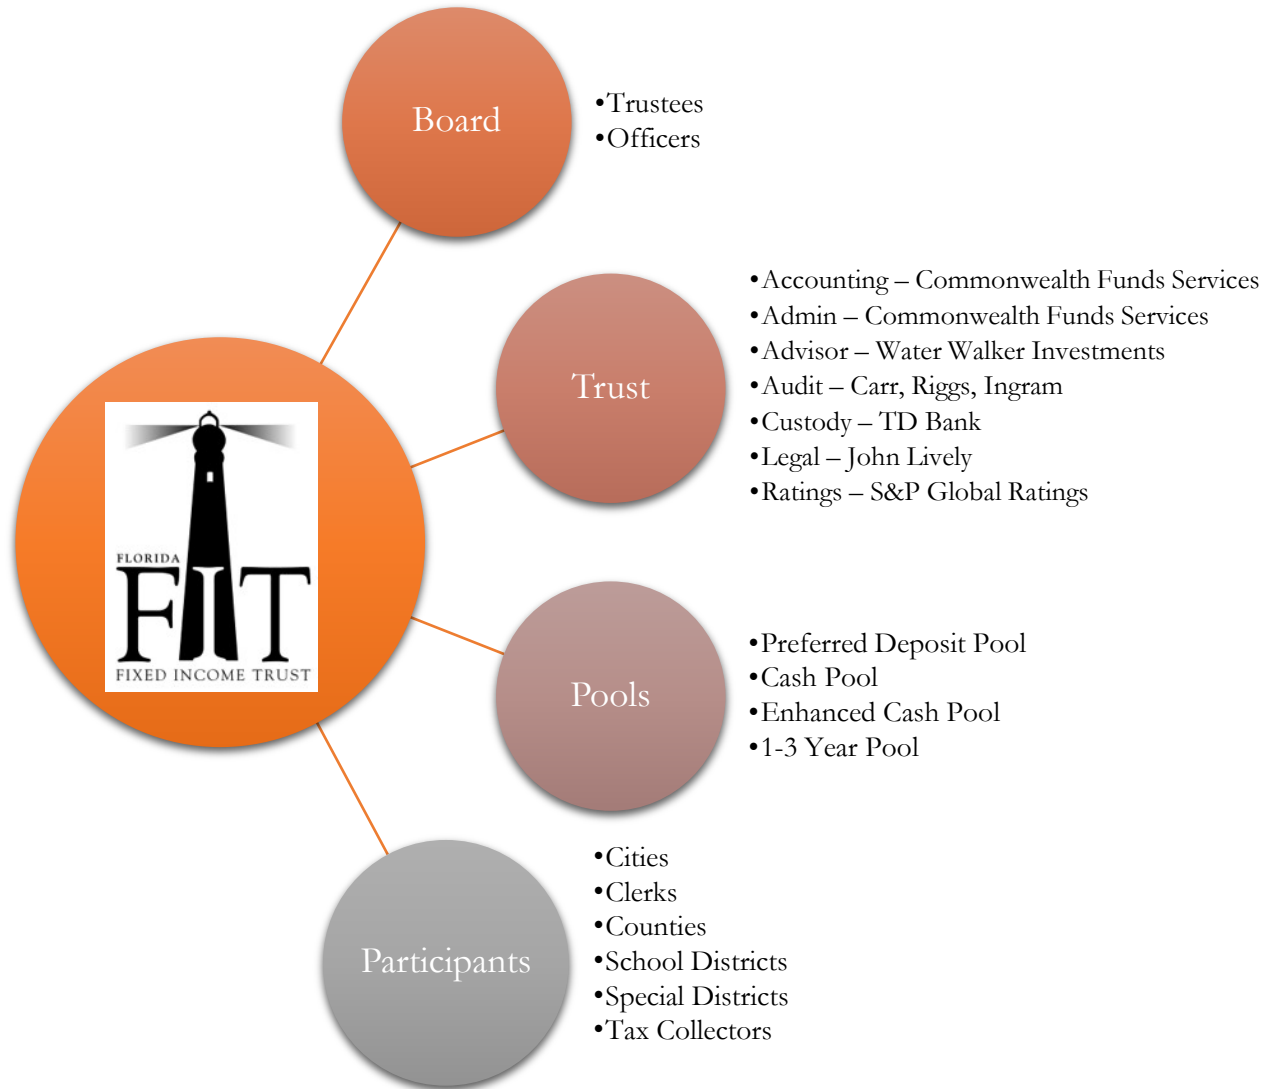 Board
•Trustees
•Officers
Trust
•Accounting – Commonwealth Funds Services
•Admin – Commonwealth Funds Services
•Advisor – Water Walker Investments
•Audit – Carr, Riggs, Ingram
•Custody – TD Bank
•Legal – John Lively
•Ratings – S&P Global Ratings
FLORIDA
FIT
FIXED INCOME TRUST
Pools
•Preferred Deposit Pool
•Cash Pool
•Enhanced Cash Pool
•1-3 Year Pool
Participants
•Cities
•Clerks
•Counties
•School Districts
•Special Districts
•Tax Collectors